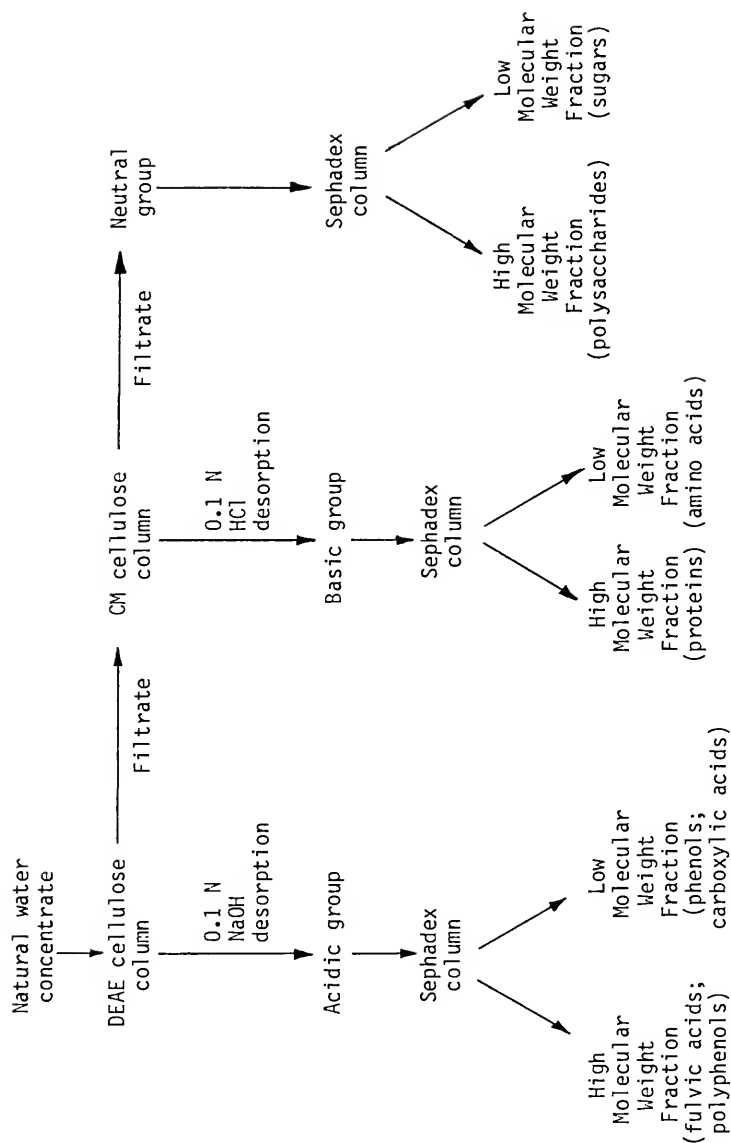 Natural water
concentrate
DEAE cellulose
column
Filtrate
CM cellulose
column
Filtrate
Neutral
group
0.1 N
NaOH
desorption
0.1 N
HCl
desorption
Acidic group
Basic group
Sephadex
column
Sephadex
column
Sephadex
column
High
Molecular
Weight
Fraction
(fulvic acids;
polyphenols)
Low
Molecular
Weight
Fraction
(phenols;
carboxylic acids)
High
Molecular
Weight
Fraction
(proteins)
Low
Molecular
Weight
Fraction
(amino acids)
High
Molecular
Weight
Fraction
(polysaccharides)
Low
Molecular
Weight
Fraction
(sugars)